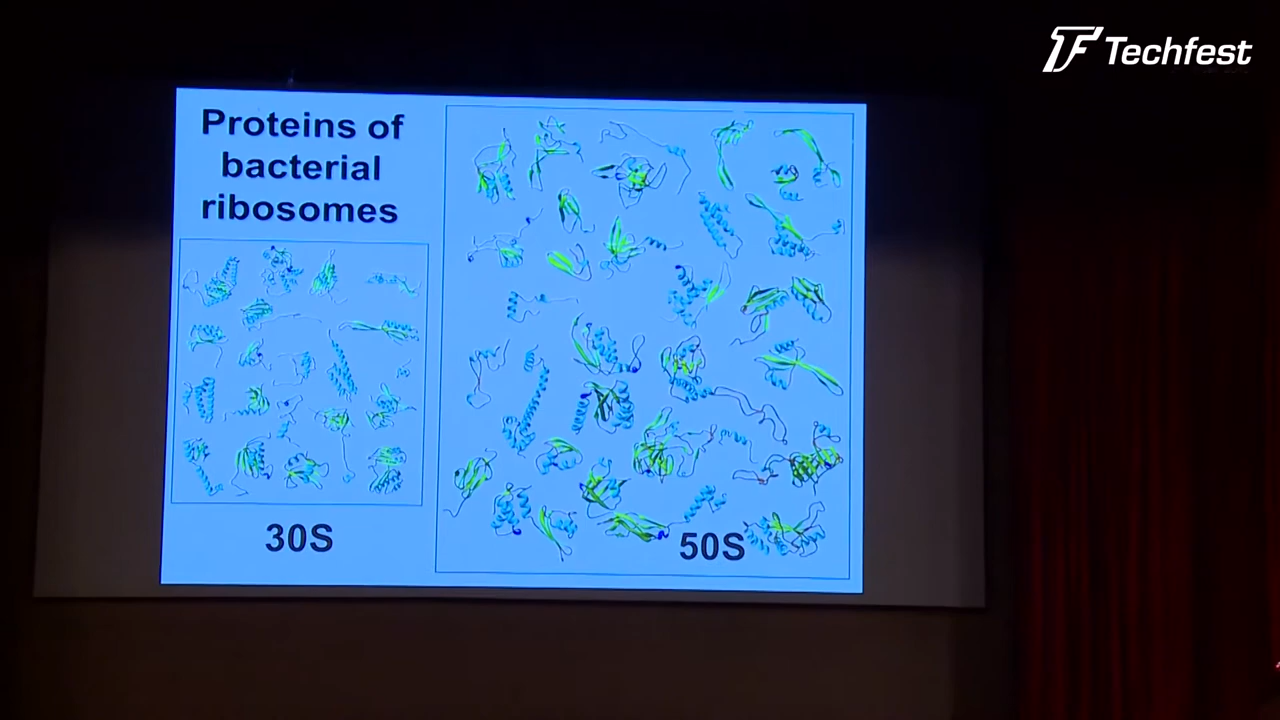 Techfest
Proteins of
bacterial
ribosomes
30S
50S